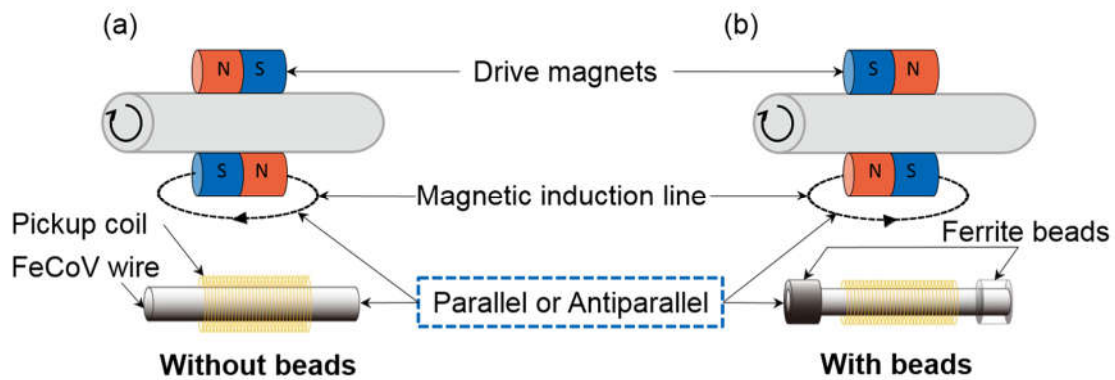 (a)
(b)
N S
S N
Drive magnets
S N
N S
Magnetic induction line
Pickup coil
FeCoV wire
Ferrite beads
Parallel or Antiparallel
Without beads
With beads